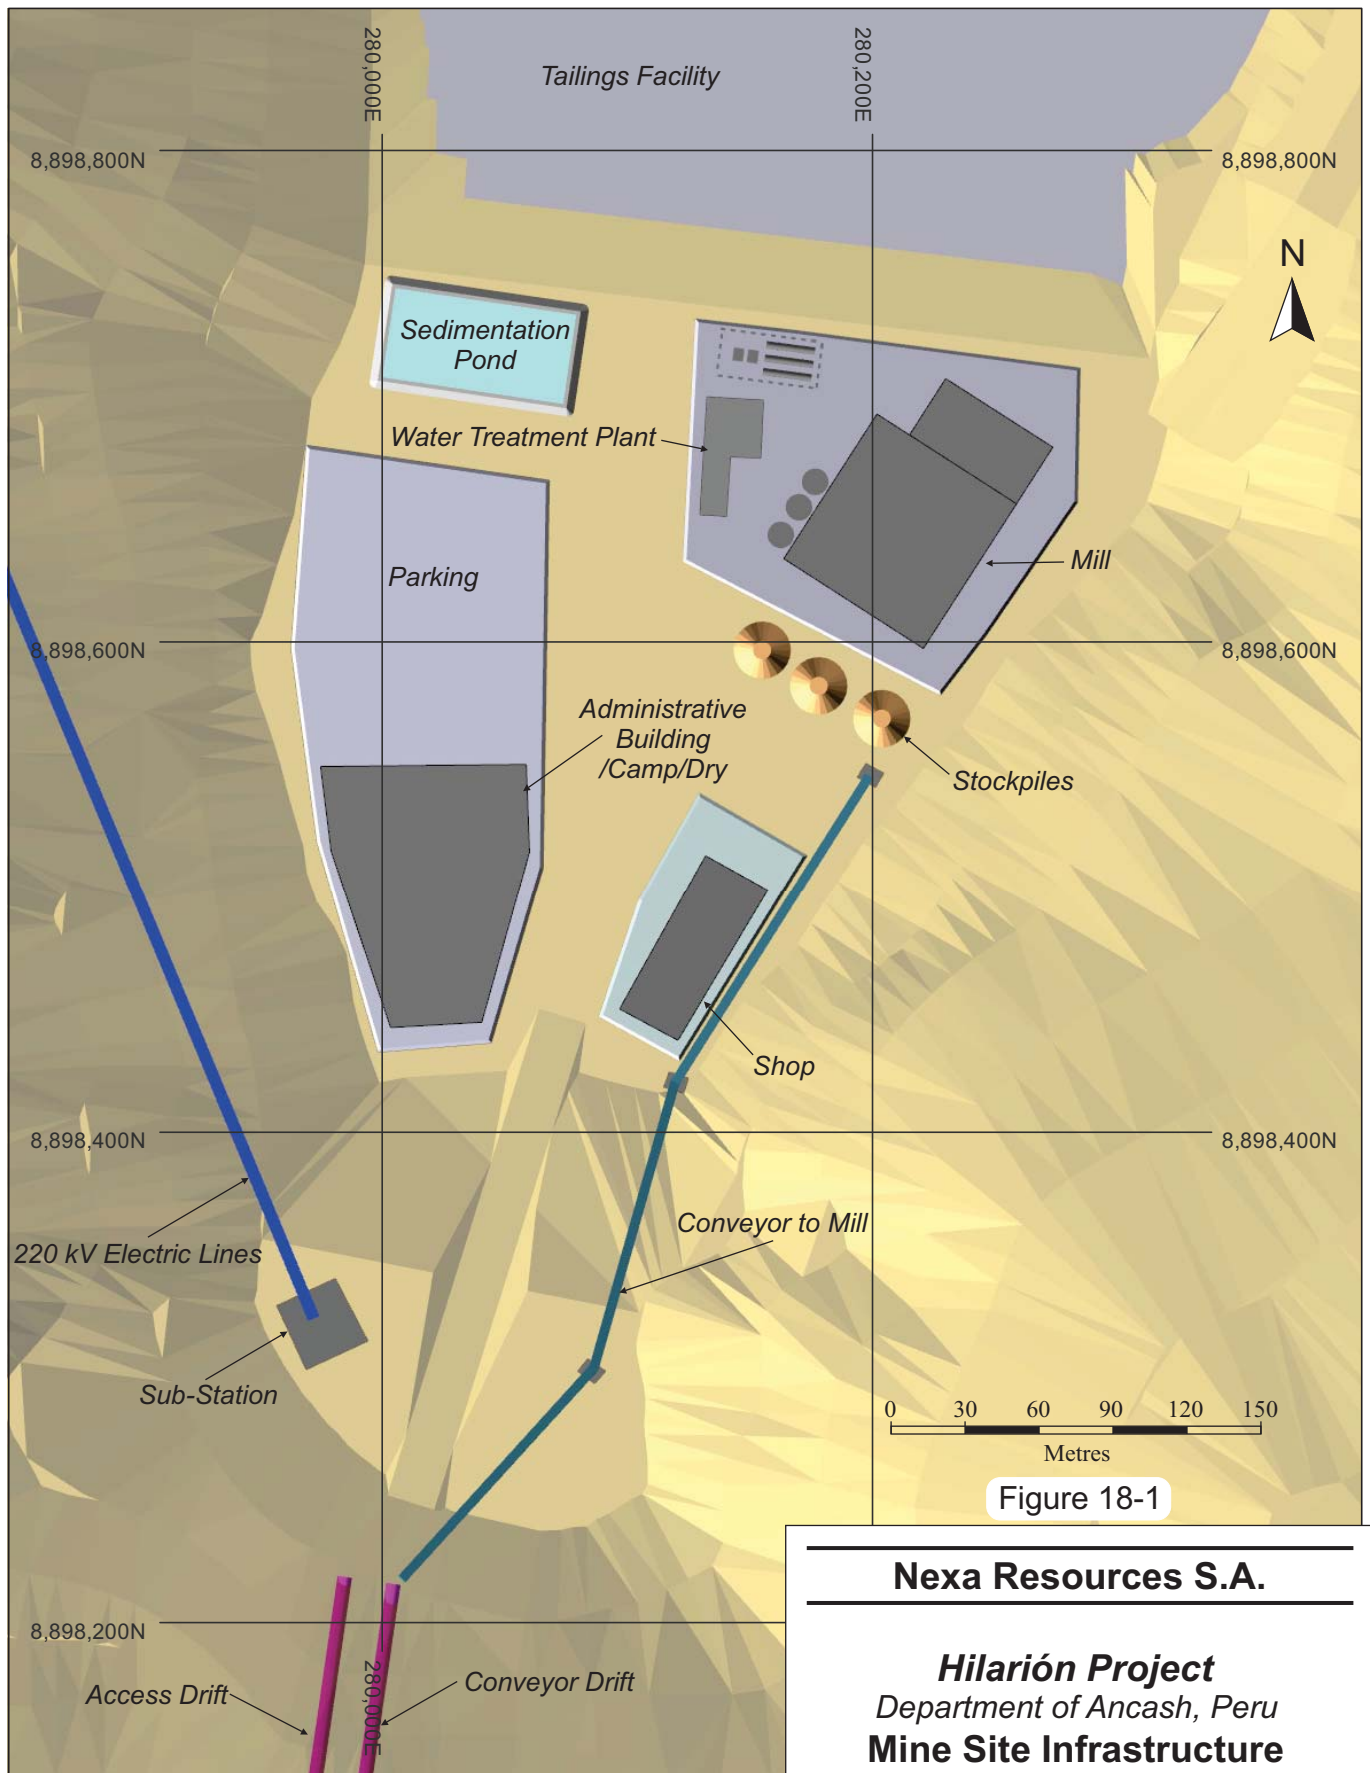 280,000E
280,200E
Tailings Facility
8,898,800N
8,898,800N
N
Sedimentation
Pond
Water Treatment Plant
Parking
Mill
8,898,600N
8,898,600N
Administrative
Building
/Camp/Dry
Stockpiles
Shop
8,898,400N
8,898,400N
Conveyor to Mill
220 kV Electric Lines
Sub-Station
0 30 60 90 120 150
Metres
Figure 18-1
Nexa Resources S.A.
8,898,200N
Access Drift
280,000E
Conveyor Drift
Hilarión Project
Department of Ancash, Peru
Mine Site Infrastructure